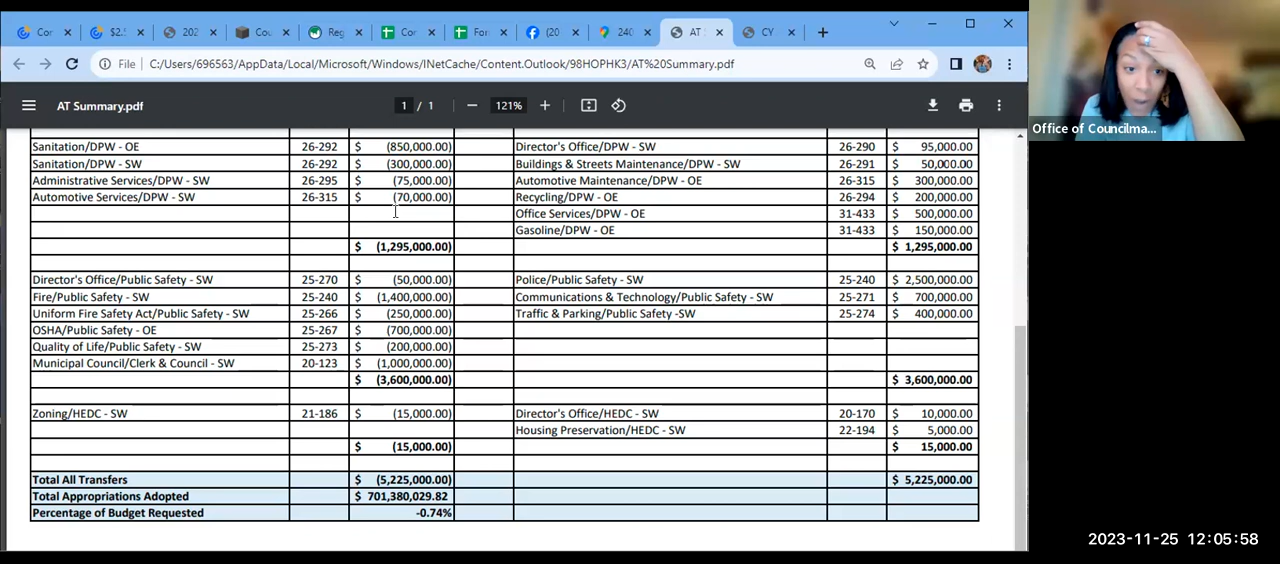 Cor
$2.!
202
Cou
Reg
Cor
For
(20
240
AT :
CY
File C:/Users/696563/AppData/Local/Microsoft/Windows/INetCache/Content.Outlook/98HOPHK3/AT%20Summary.pdf
AT Summary.pdf 1 / 1 121%
Office of Councilma...
Sanitation/DPW - OE 26-292 $ (850,000.00) Director's Office/DPW - SW 26-290 $ 95,000.00
Sanitation/DPW - SW 26-292 $ (300,000.00) Buildings & Streets Maintenance/DPW - SW 26-291 $ 50,000.00
Administrative Services/DPW - SW 26-295 $ (75,000.00) Automotive Maintenance/DPW - OE 26-315 $ 300,000.00
Automotive Services/DPW - SW 26-315 $ (70,000.00) Recycling/DPW - OE 26-294 $ 200,000.00
Office Services/DPW - OE 31-433 $ 500,000.00
Gasoline/DPW - OE 31-433 $ 150,000.00
$ (1,295,000.00) $ 1,295,000.00
Director's Office/Public Safety - SW 25-270 $ (50,000.00) Police/Public Safety - SW 25-240 $ 2,500,000.00
Fire/Public Safety - SW 25-240 $ (1,400,000.00) Communications & Technology/Public Safety - SW 25-271 $ 700,000.00
Uniform Fire Safety Act/Public Safety - SW 25-266 $ (250,000.00) Traffic & Parking/Public Safety -SW 25-274 $ 400,000.00
OSHA/Public Safety - OE 25-267 $ (700,000.00)
Quality of Life/Public Safety - SW 25-273 $ (200,000.00)
Municipal Council/Clerk & Council - SW 20-123 $ (1,000,000.00)
$ (3,600,000.00) $ 3,600,000.00
Zoning/HEDC - SW 21-186 $ (15,000.00) Director's Office/HEDC - SW 20-170 $ 10,000.00
Housing Preservation/HEDC - SW 22-194 $ 5,000.00
$ (15,000.00) $ 15,000.00
Total All Transfers $ (5,225,000.00) $ 5,225,000.00
Total Appropriations Adopted $ 701,380,029.82
Percentage of Budget Requested -0.74%
2023-11-25 12:05:58